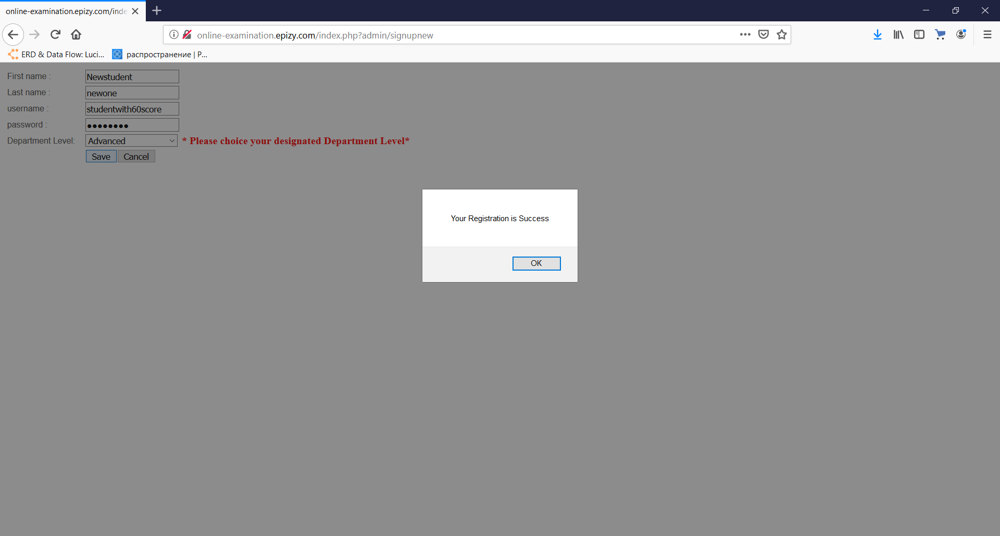 online-examination.epizy.com/inde
online-examination.epizy.com/index.php?admin/signupnew
ERD & Data Flow: Luci... распространение | P...
First name : Newstudent
Last name : newone
username : studentwith60score
password : ●●●●●●●●
Department Level: Advanced * Please choice your designated Department Level*
Save Cancel
Your Registration is Success
OK